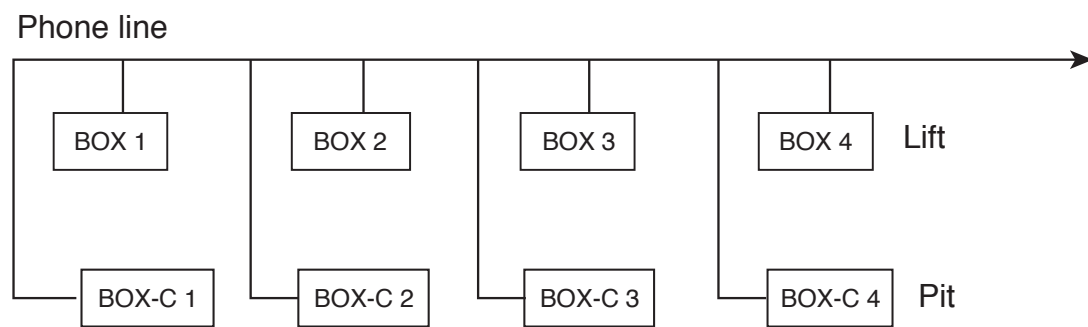 Phone line
BOX 1
BOX 2
BOX 3
BOX 4
Lift
BOX-C 1
BOX-C 2
BOX-C 3
BOX-C 4
Pit